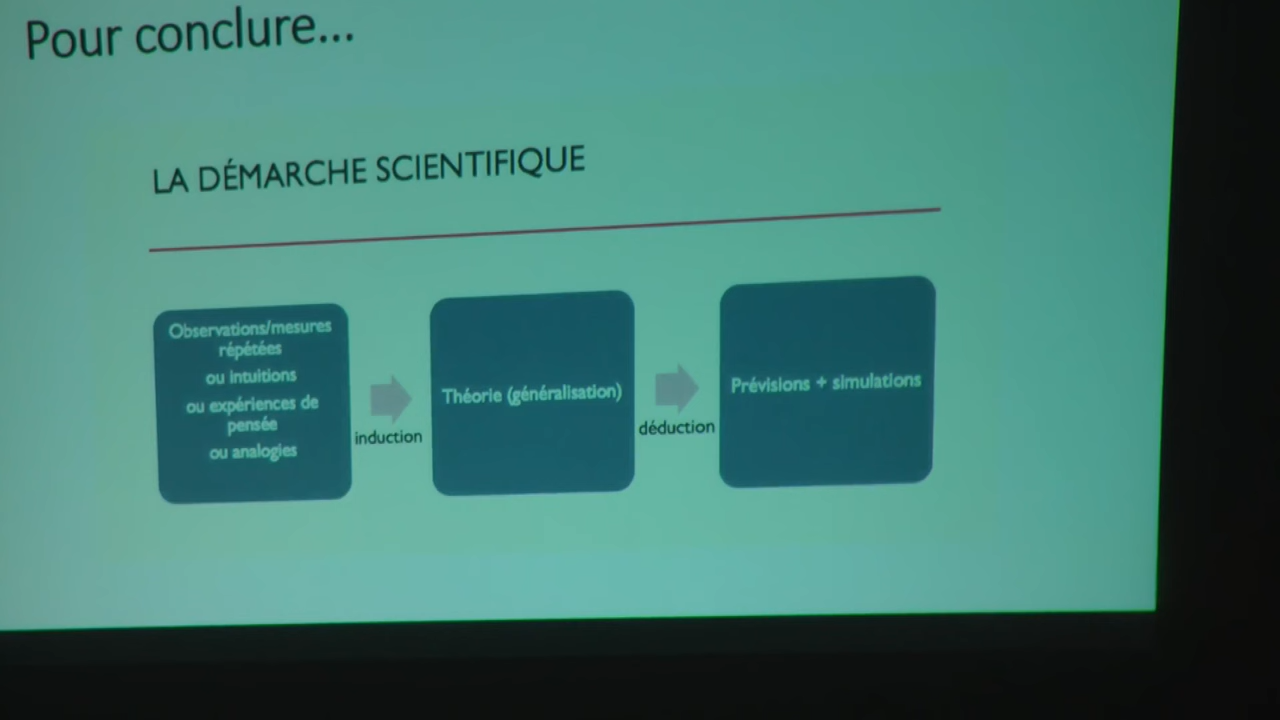 Pour conclure...
LA DÉMARCHE SCIENTIFIQUE
Observations/mesures
répétées
ou intuitions
ou expériences de
pensée
ou analogies
induction
Théorie (généralisation)
déduction
Prévisions + simulations